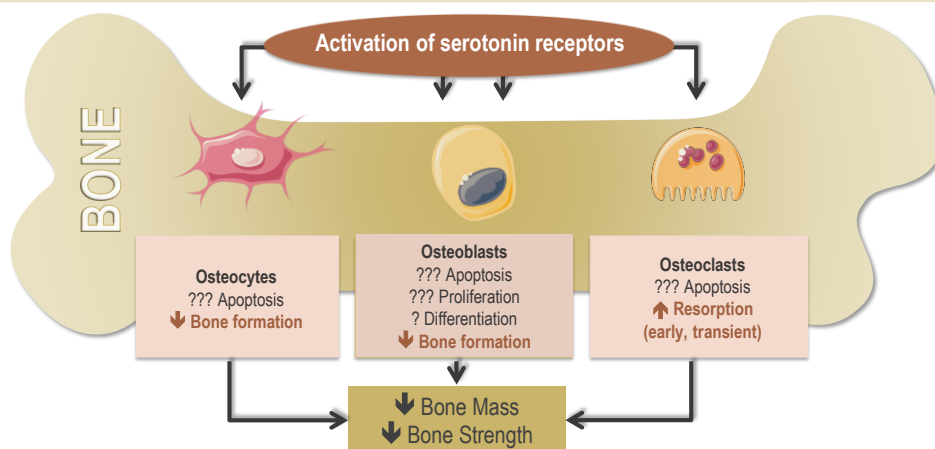 Activation of serotonin receptors
BONE
Osteocytes
??? Apoptosis
↓ Bone formation
Osteoblasts
??? Apoptosis
??? Proliferation
? Differentiation
↓ Bone formation
Osteoclasts
??? Apoptosis
↑ Resorption
(early, transient)
↓ Bone Mass
↓ Bone Strength